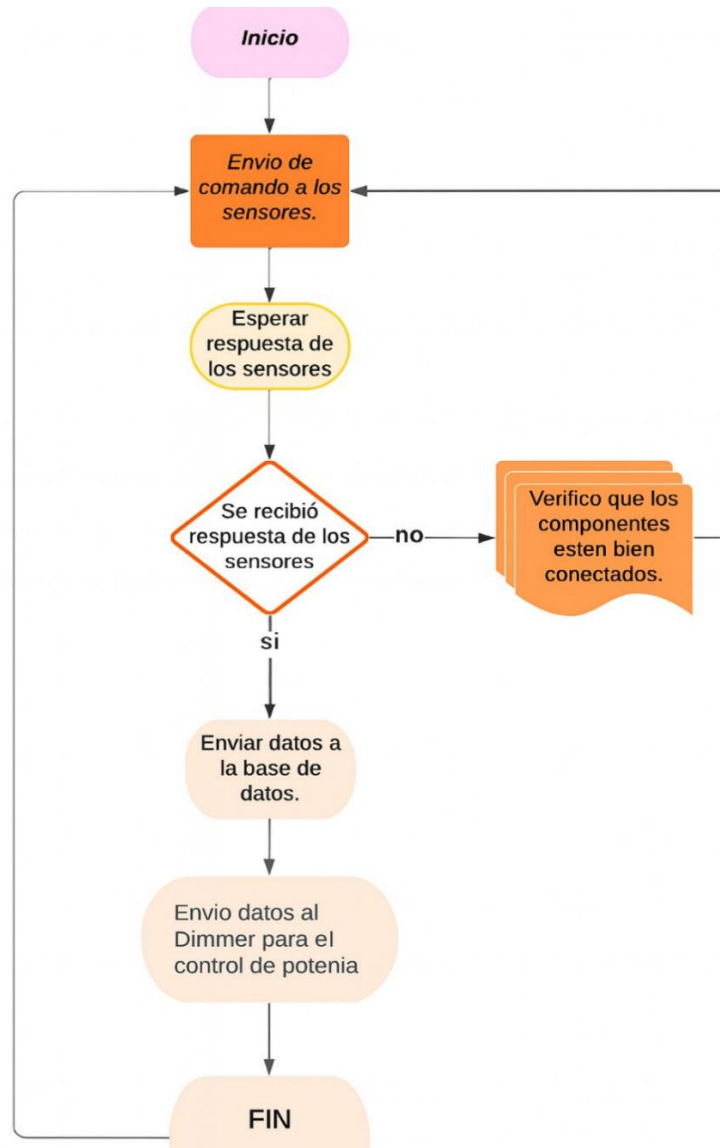 Inicio
Envio de
comando a los
sensores.
Esperar
respuesta de
los sensores
Se recibió
respuesta de los
sensores
no
Verifico que los
componentes
esten bien
conectados.
si
Enviar datos a
la base de
datos.
Envio datos al
Dimmer para el
control de potenia
FIN